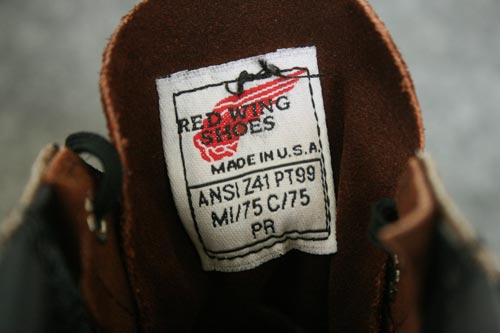 RED WING
SHOES
MADE IN U.S.A.
ANSI Z41 PT99
MI/75 C/75
PR